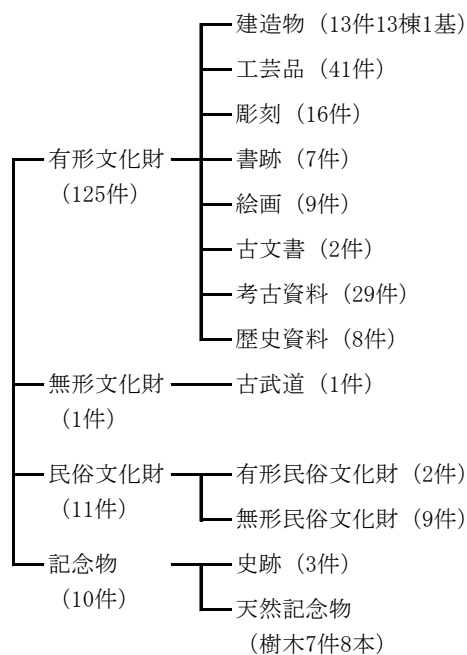 建造物（13件13棟1基）
工芸品（41件）
彫刻（16件）
有形文化財
（125件）
書跡（7件）
絵画（9件）
古文書（2件）
考古資料（29件）
歴史資料（8件）
無形文化財
（1件）
古武道（1件）
民俗文化財
（11件）
有形民俗文化財（2件）
無形民俗文化財（9件）
記念物
（10件）
史跡（3件）
天然記念物
（樹木7件8本）